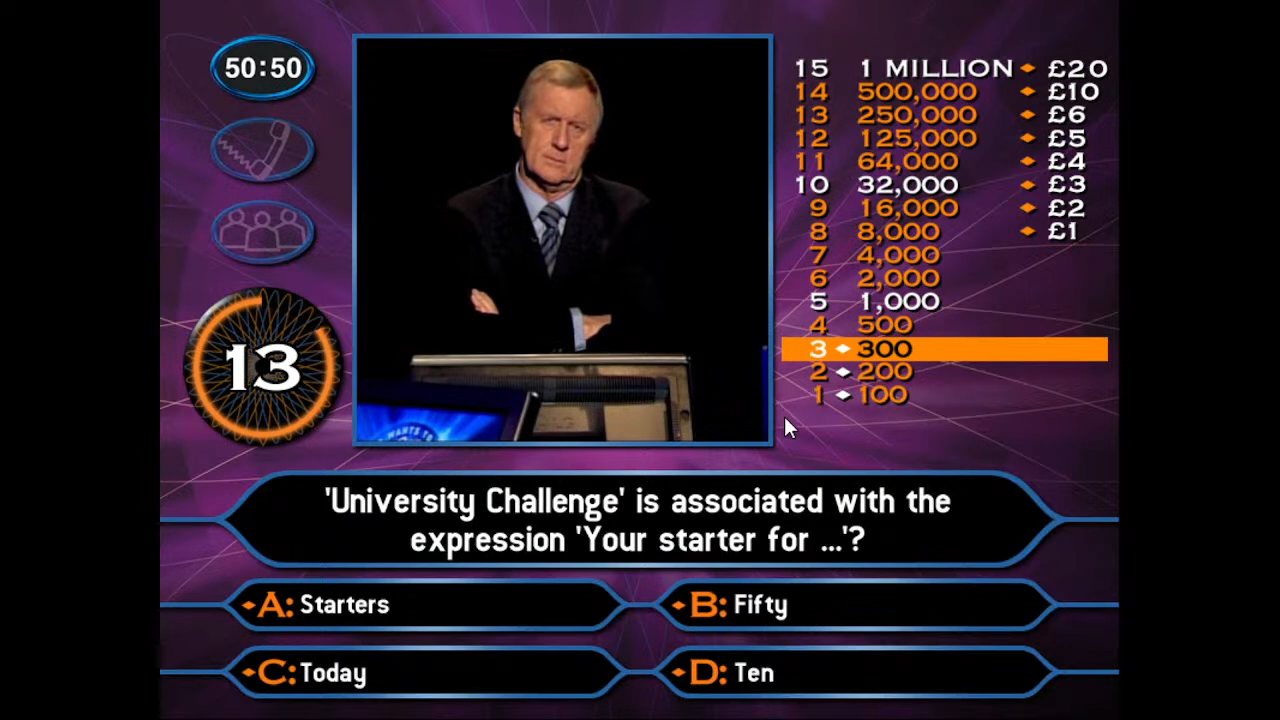 50:50
13
15 1 MILLION £20
14 500,000 £10
13 250,000 £6
12 125,000 £5
11 64,000 £4
10 32,000 £3
9 16,000 £2
8 8,000 £1
7 4,000
6 2,000
5 1,000
4 500
3 300
2 200
1 100
WANTS TO
'University Challenge' is associated with the
expression 'Your starter for ...'?
A: Starters
B: Fifty
C: Today
D: Ten